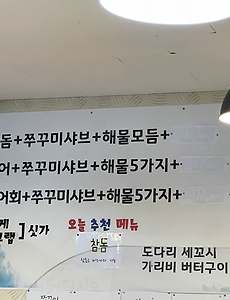 돔+쭈꾸미샤브+해물모듬+
어+쭈꾸미샤브+해물5가지+
어회+쭈꾸미샤브+해물5가지+
게
랩 ] 싯가
오늘 추천 메뉴
참돔
도다리 세꼬시
가리비 버터구이